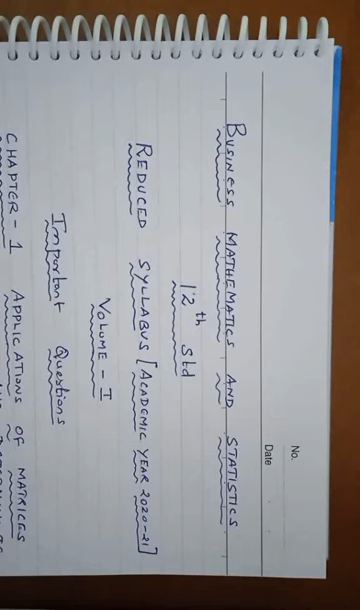 No.
Date
BUSINESS MATHEMATICS AND STATISTICS
12th std
REDUCED SYLLABUS [ACADEMIC YEAR 2020-21]
VOLUME - I
Important Questions
CHAPTER - 1 APPLICATIONS OF MATRICES